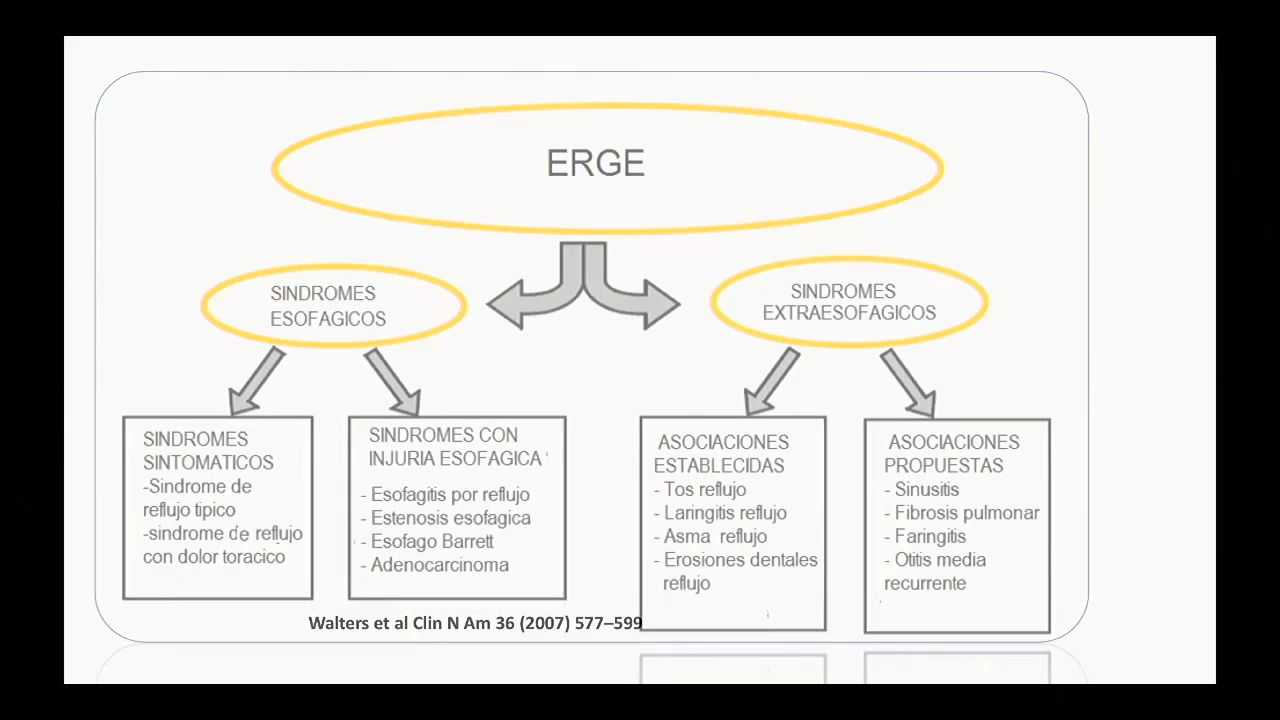 ERGE
SINDROMES
ESOFAGICOS
SINDROMES
EXTRAESOFAGICOS
SINDROMES
SINTOMATICOS
-Sindrome de
reflujo tipico
-sindrome de reflujo
con dolor toracico
SINDROMES CON
INJURIA ESOFAGICA
- Esofagitis por reflujo
- Estenosis esofagica
- Esofago Barrett
- Adenocarcinoma
ASOCIACIONES
ESTABLECIDAS
- Tos reflujo
- Laringitis reflujo
- Asma reflujo
- Erosiones dentales
reflujo
ASOCIACIONES
PROPUESTAS
- Sinusitis
- Fibrosis pulmonar
- Faringitis
- Otitis media
recurrente
Walters et al Clin N Am 36 (2007) 577–599